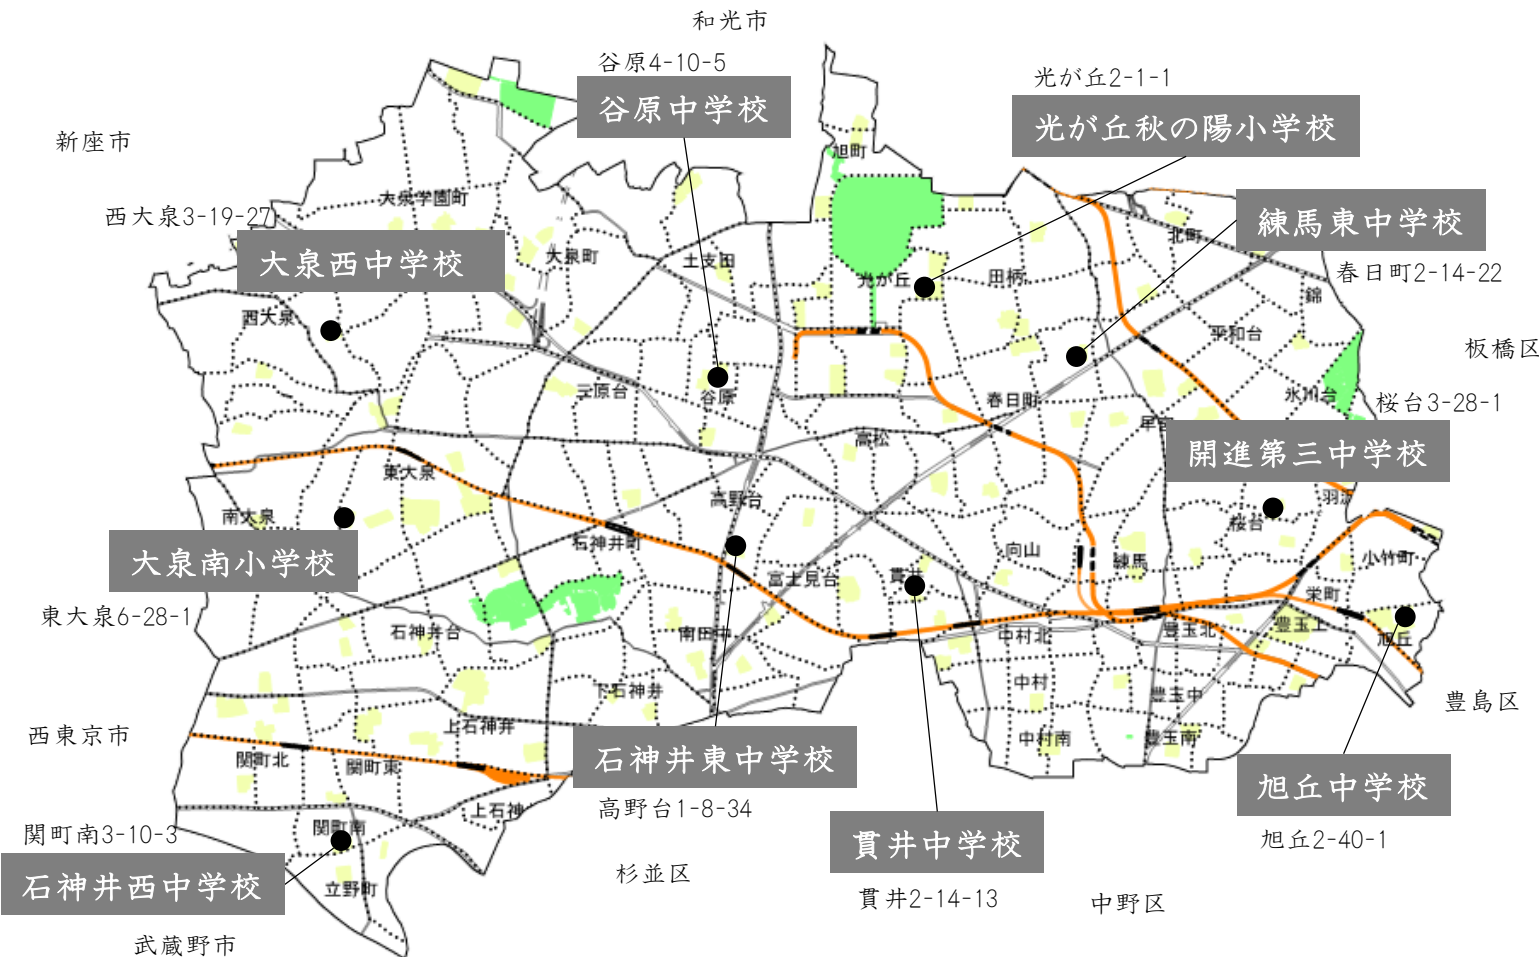 和光市
谷原4-10-5
谷原中学校
光が丘2-1-1
光が丘秋の陽小学校
新座市
旭町
大泉学園町
西大泉3-19-27
大泉西中学校
大泉町
土支田
北町
練馬東中学校
春日町2-14-22
光が丘
田柄
錦
西大泉
平和台
板橋区
三原台
谷原
春日町
氷川台
桜台3-28-1
早宮
高松
開進第三中学校
東大泉
高野台
羽沢
南大泉
桜台
石神井町
向山
練馬
小竹町
大泉南小学校
富士見台
貫井
栄町
東大泉6-28-1
石神井台
南田中
中村北
豊玉北
豊玉上
旭丘
下石神井
中村
豊玉中
豊島区
西東京市
上石神井
中村南
豊玉南
関町北
関町東
石神井東中学校
旭丘中学校
高野台1-8-34
上石神
関町南3-10-3
関町南
貫井中学校
旭丘2-40-1
石神井西中学校
立野町
杉並区
貫井2-14-13
中野区
武蔵野市